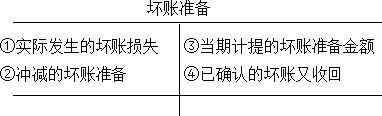 坏账准备
①实际发生的坏账损失 ③当期计提的坏账准备金额
②冲减的坏账准备 ④已确认的坏账又收回